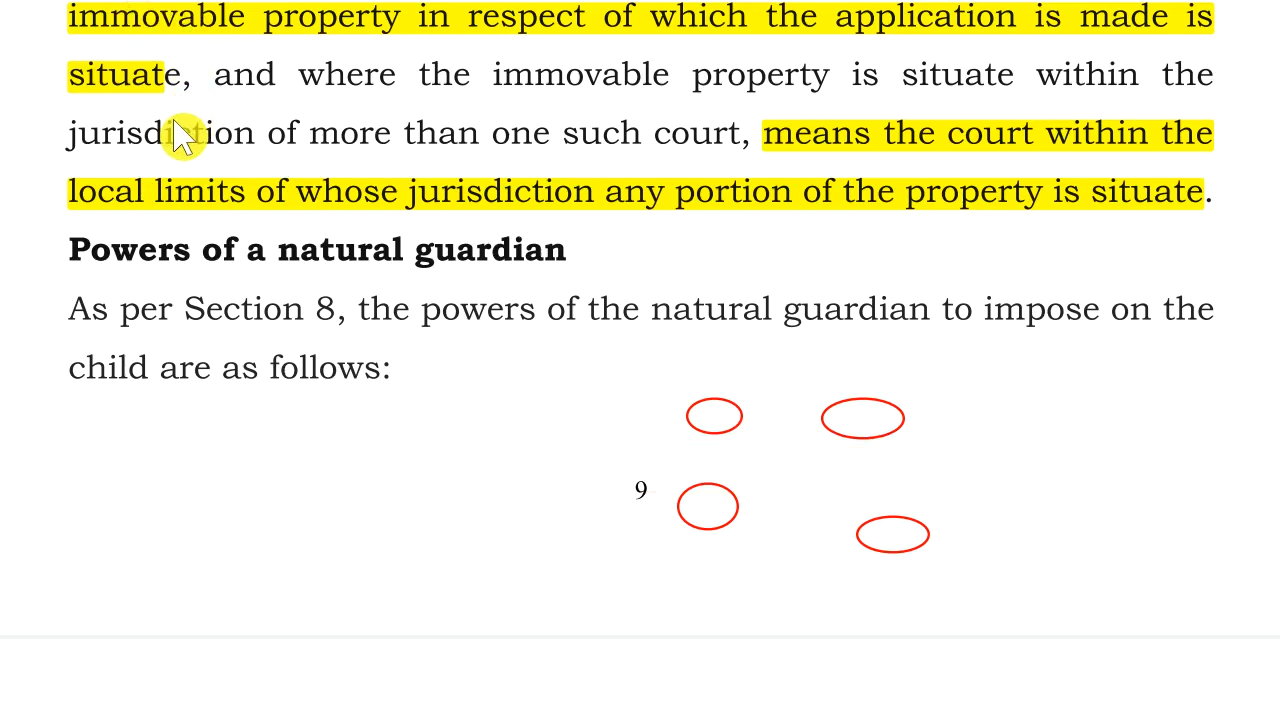 immovable property in respect of which the application is made is
situate, and where the immovable property is situate within the
jurisdiction of more than one such court, means the court within the
local limits of whose jurisdiction any portion of the property is situate.
Powers of a natural guardian
As per Section 8, the powers of the natural guardian to impose on the
child are as follows:
9